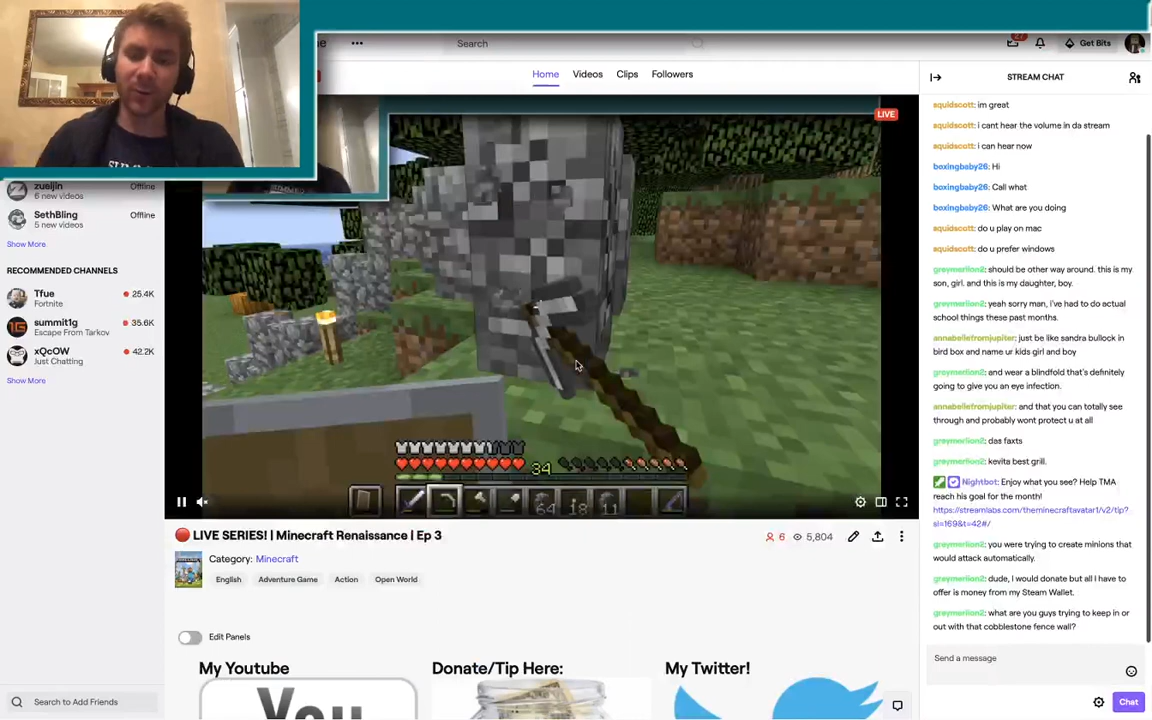 Search
27
Get Bits
Home Videos Clips Followers
LIVE
34
64 18 11
zueijin Offline
6 new videos
SethBling Offline
5 new videos
Show More
RECOMMENDED CHANNELS
Tfue 25.4K
Fortnite
summit1g 35.6K
Escape From Tarkov
xQcOW 42.2K
Just Chatting
Show More
Search to Add Friends
LIVE SERIES! | Minecraft Renaissance | Ep 3
6 5,804
Category: Minecraft
English Adventure Game Action Open World
Edit Panels
My Youtube Donate/Tip Here: My Twitter!
You
STREAM CHAT
squidscott: im great
squidscott: i cant hear the volume in da stream
squidscott: i can hear now
boxingbaby26: Hi
boxingbaby26: Call what
boxingbaby26: What are you doing
squidscott: do u play on mac
squidscott: do u prefer windows
greymerlion2: should be other way around. this is my
son, girl. and this is my daughter, boy.
greymerlion2: yeah sorry man, I've had to do actual
school things these past months.
annabellefromjupiter: just be like sandra bullock in
bird box and name ur kids girl and boy
greymerlion2: and wear a blindfold that's definitely
going to give you an eye infection.
annabellefromjupiter: and that you can totally see
through and probably wont protect u at all
greymerlion2: das faxts
greymerlion2: kevita best grill.
Nightbot: Enjoy what you see? Help TMA
reach his goal for the month!
https://streamlabs.com/theminecraftavatar1/v2/tip?
sl=169&t=42#/
greymerlion2: you were trying to create minions that
would attack automatically.
greymerlion2: dude, I would donate but all I have to
offer is money from my Steam Wallet.
greymerlion2: what are you guys trying to keep in or
out with that cobblestone fence wall?
Send a message
Chat